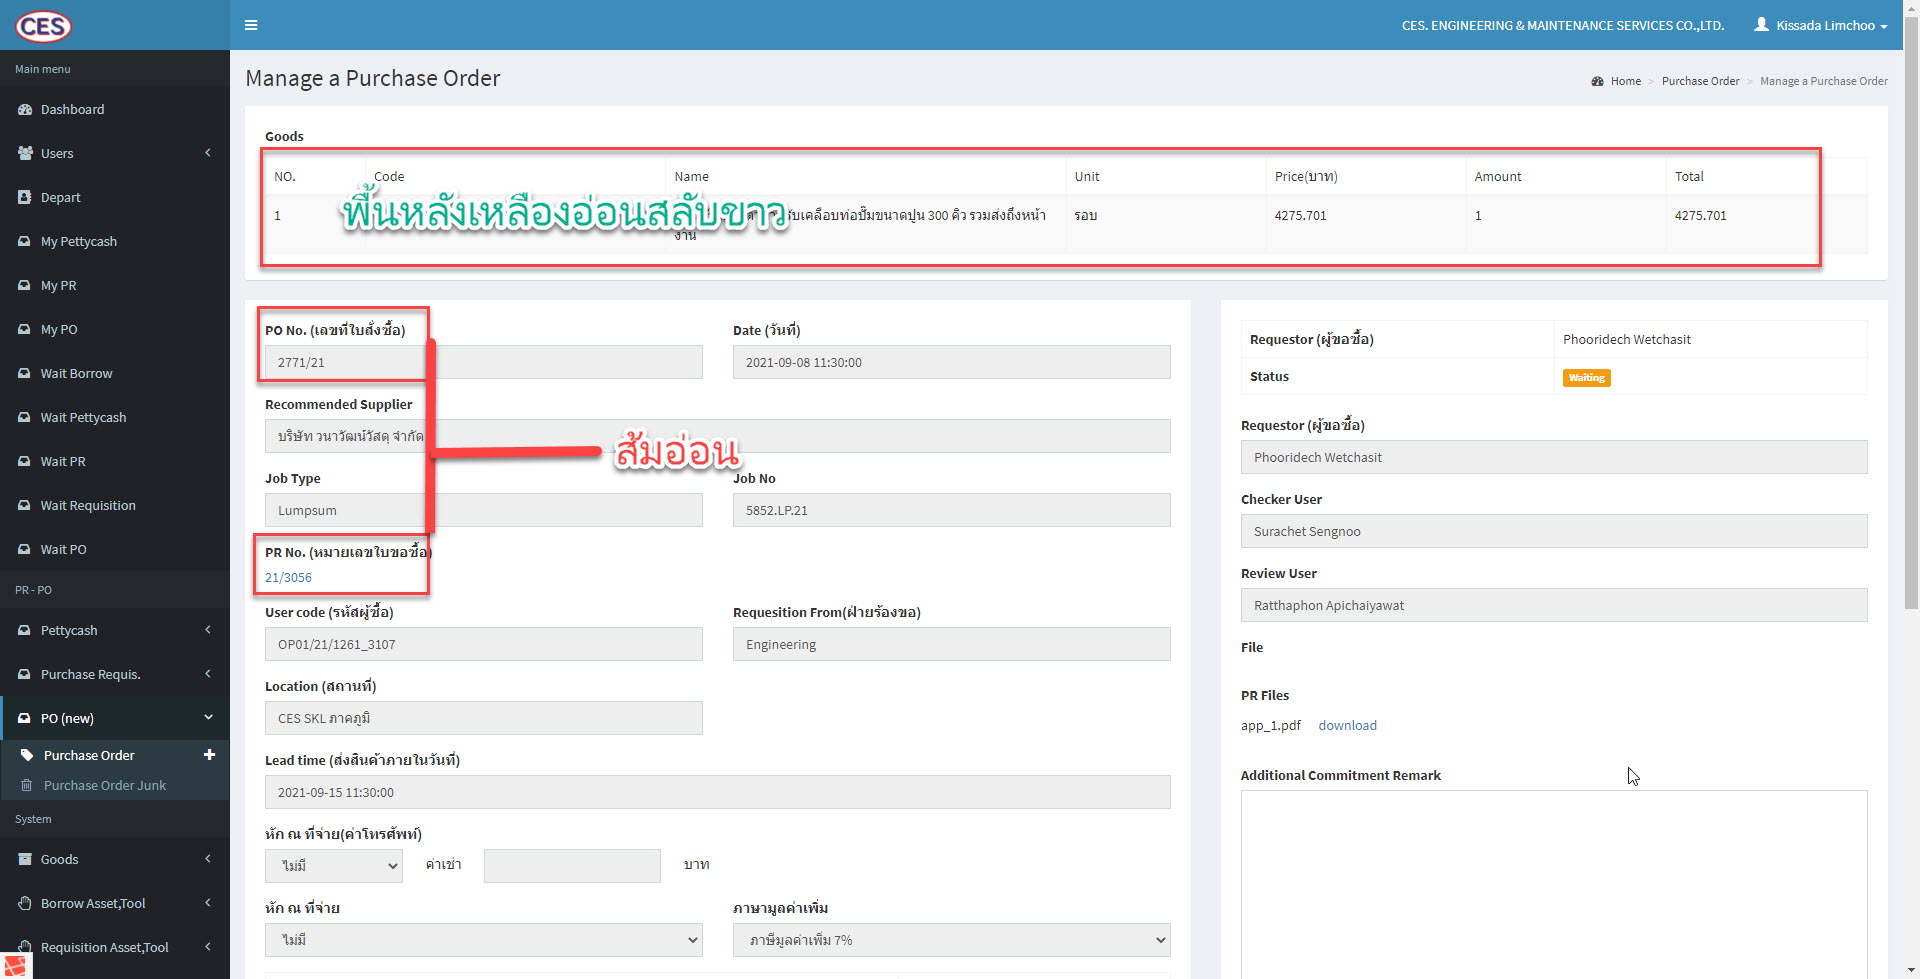 CES
CES. ENGINEERING & MAINTENANCE SERVICES CO.,LTD.
Kissada Limchoo
Main menu
Dashboard
Users
Depart
My Pettycash
My PR
My PO
Wait Borrow
Wait Pettycash
Wait PR
Wait Requisition
Wait PO
PR - PO
Pettycash
Purchase Requis.
PO (new)
Purchase Order
Purchase Order Junk
System
Goods
Borrow Asset,Tool
Requisition Asset,Tool
Manage a Purchase Order
Home > Purchase Order > Manage a Purchase Order
Goods
NO. Code Name Unit Price(บาท) Amount Total
พื้นหลังเหลืองอ่อนสลับขาว
1 ับเคลือบท่อปั๊มขนาดปูน 300 คิว รวมส่งถึงหน้า รอบ 4275.701 1 4275.701
งาน
PO No. (เลขที่ใบสั่งซื้อ) Date (วันที่)
2771/21 2021-09-08 11:30:00
Recommended Supplier
บริษัท วนาวัฒน์วัสดุ จำกัด
ส้มอ่อน
Job Type Job No
Lumpsum 5852.LP.21
PR No. (หมายเลขใบขอซื้อ)
21/3056
User code (รหัสผู้ซื้อ) Requesition From(ฝ่ายร้องขอ)
OP01/21/1261_3107 Engineering
Location (สถานที่)
CES SKL ภาคภูมิ
Lead time (ส่งสินค้าภายในวันที่)
2021-09-15 11:30:00
หัก ณ ที่จ่าย(ค่าโทรศัพท์)
ไม่มี ค่าเช่า บาท
หัก ณ ที่จ่าย ภาษามูลค่าเพิ่ม
ไม่มี ภาษีมูลค่าเพิ่ม 7%
Requestor (ผู้ขอซื้อ) Phooridech Wetchasit
Status Waiting
Requestor (ผู้ขอซื้อ)
Phooridech Wetchasit
Checker User
Surachet Sengnoo
Review User
Ratthaphon Apichaiyawat
File
PR Files
app_1.pdf download
Additional Commitment Remark